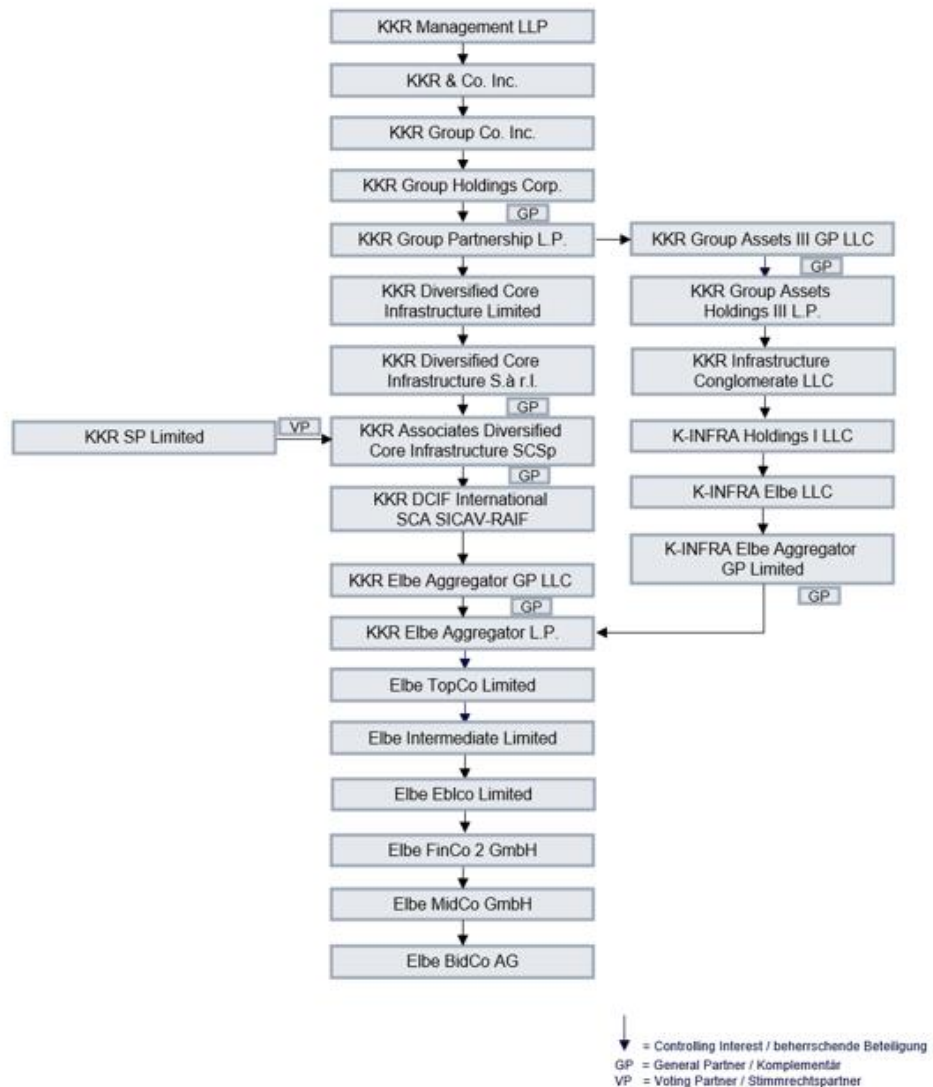 KKR Management LLP
KKR & Co. Inc.
KKR Group Co. Inc.
KKR Group Holdings Corp.
GP
KKR Group Partnership L.P.
KKR Group Assets III GP LLC
GP
KKR Diversified Core
Infrastructure Limited
KKR Group Assets
Holdings III L.P.
KKR Diversified Core
Infrastructure S.à r.l.
KKR Infrastructure
Conglomerate LLC
GP
KKR SP Limited
VP
KKR Associates Diversified
Core Infrastructure SCSp
K-INFRA Holdings I LLC
GP
KKR DCIF International
SCA SICAV-RAIF
K-INFRA Elbe LLC
K-INFRA Elbe Aggregator
GP Limited
KKR Elbe Aggregator GP LLC
GP
GP
KKR Elbe Aggregator L.P.
Elbe TopCo Limited
Elbe Intermediate Limited
Elbe Eblco Limited
Elbe FinCo 2 GmbH
Elbe MidCo GmbH
Elbe BidCo AG
= Controlling Interest / beherrschende Beteiligung
GP = General Partner / Komplementär
VP = Voting Partner / Stimmrechtspartner